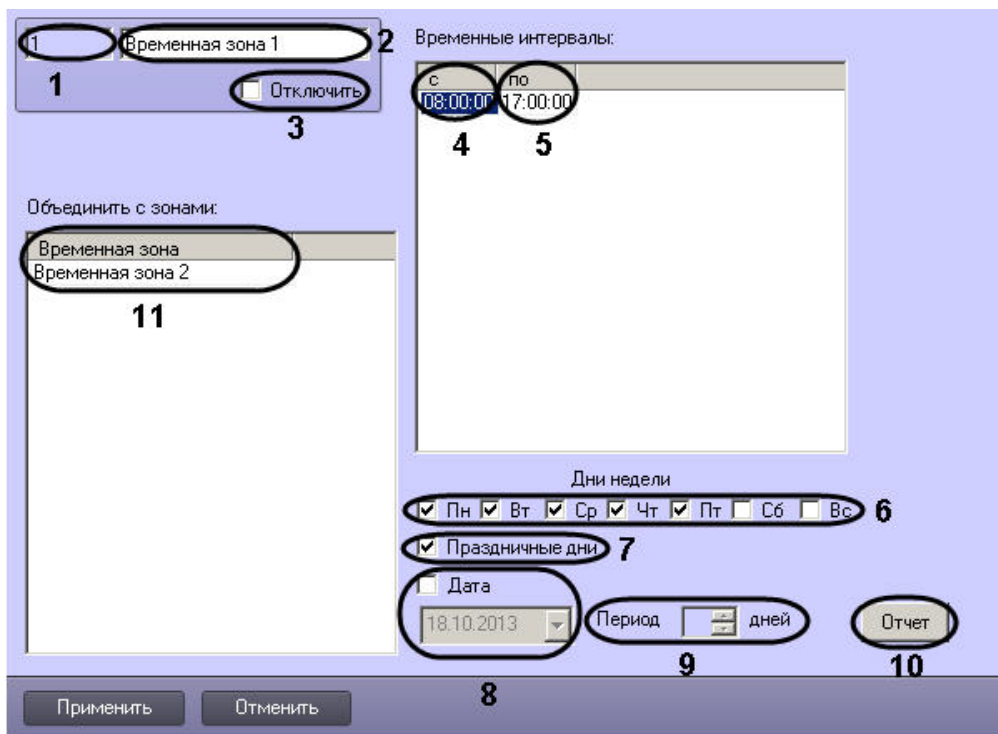 1 Временная зона 1 2
1 Отключить
3
Временные интервалы:
с по
08:00:00 17:00:00
4 5
Объединить с зонами:
Временная зона
Временная зона 2
11
Дни недели
Пн Вт Ср Чт Пт Сб Вс 6
Праздничные дни 7
Дата
18.10.2013 Период дней Отчет
8 9 10
Применить Отменить